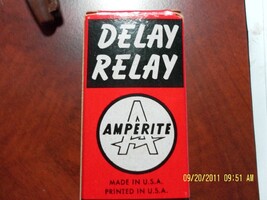 DELAY
RELAY
AMPERITE
MADE IN U.S.A.
PRINTED IN U.S.A.
09/20/2011 09:51 AM